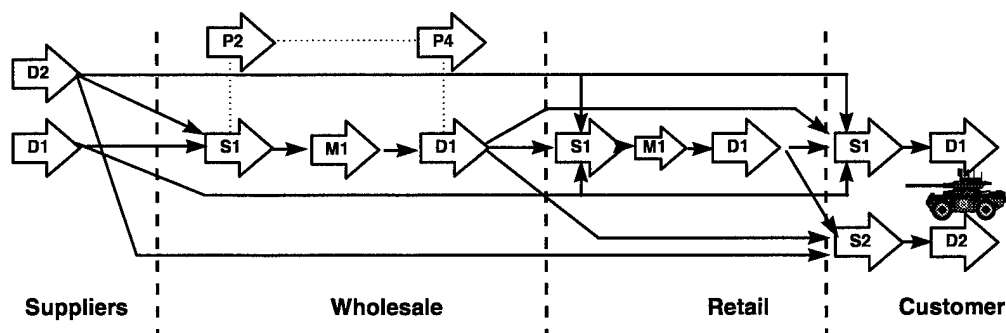 P2 P4
D2
D1 S1 M1 D1 S1 M1 D1 S1 D1
S2 D2
Suppliers Wholesale Retail Customer